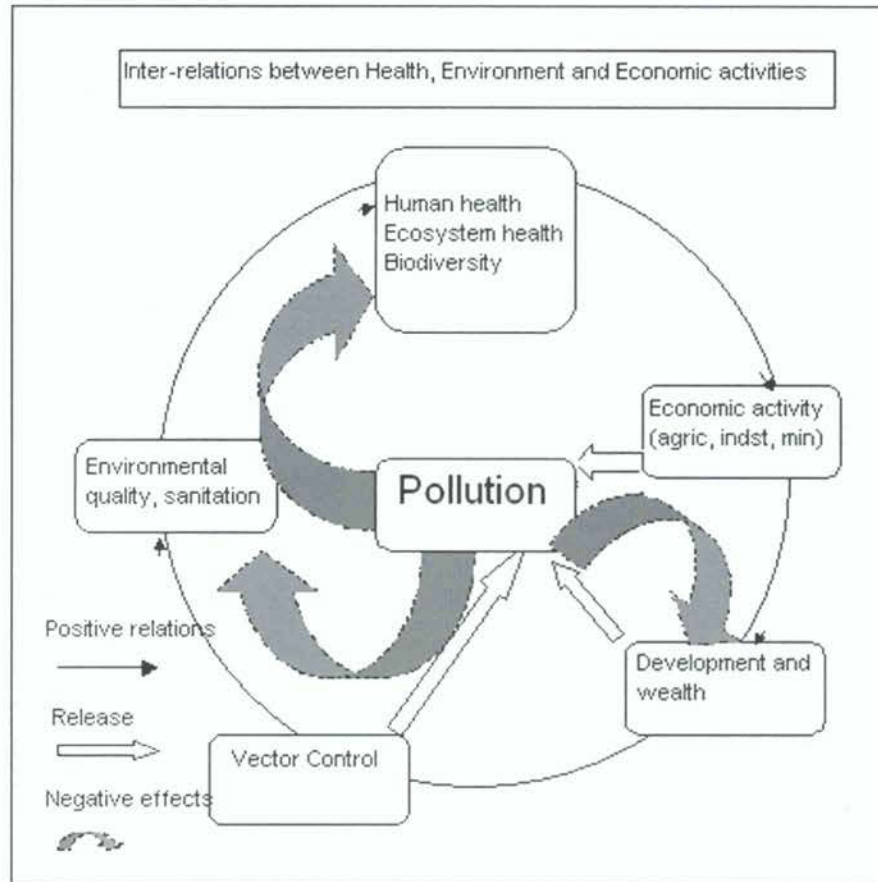 Inter-relations between Health, Environment and Economic activities
Human health
Ecosystem health
Biodiversity
Economic activity
(agric, indst, min)
Environmental
quality, sanitation
Pollution
Positive relations
Development and
wealth
Release
Vector Control
Negative effects